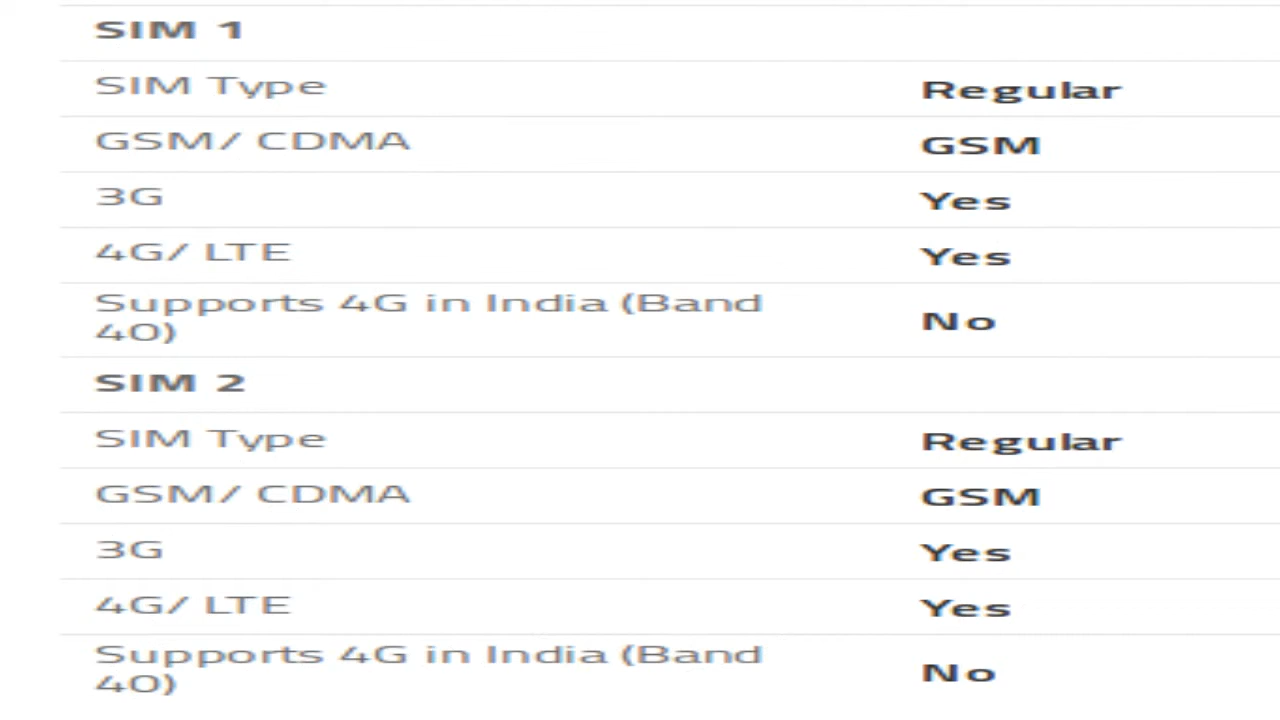 SIM 1
SIM Type Regular
GSM/ CDMA GSM
3G Yes
4G/ LTE Yes
Supports 4G in India (Band
40) No
SIM 2
SIM Type Regular
GSM/ CDMA GSM
3G Yes
4G/ LTE Yes
Supports 4G in India (Band
40) No